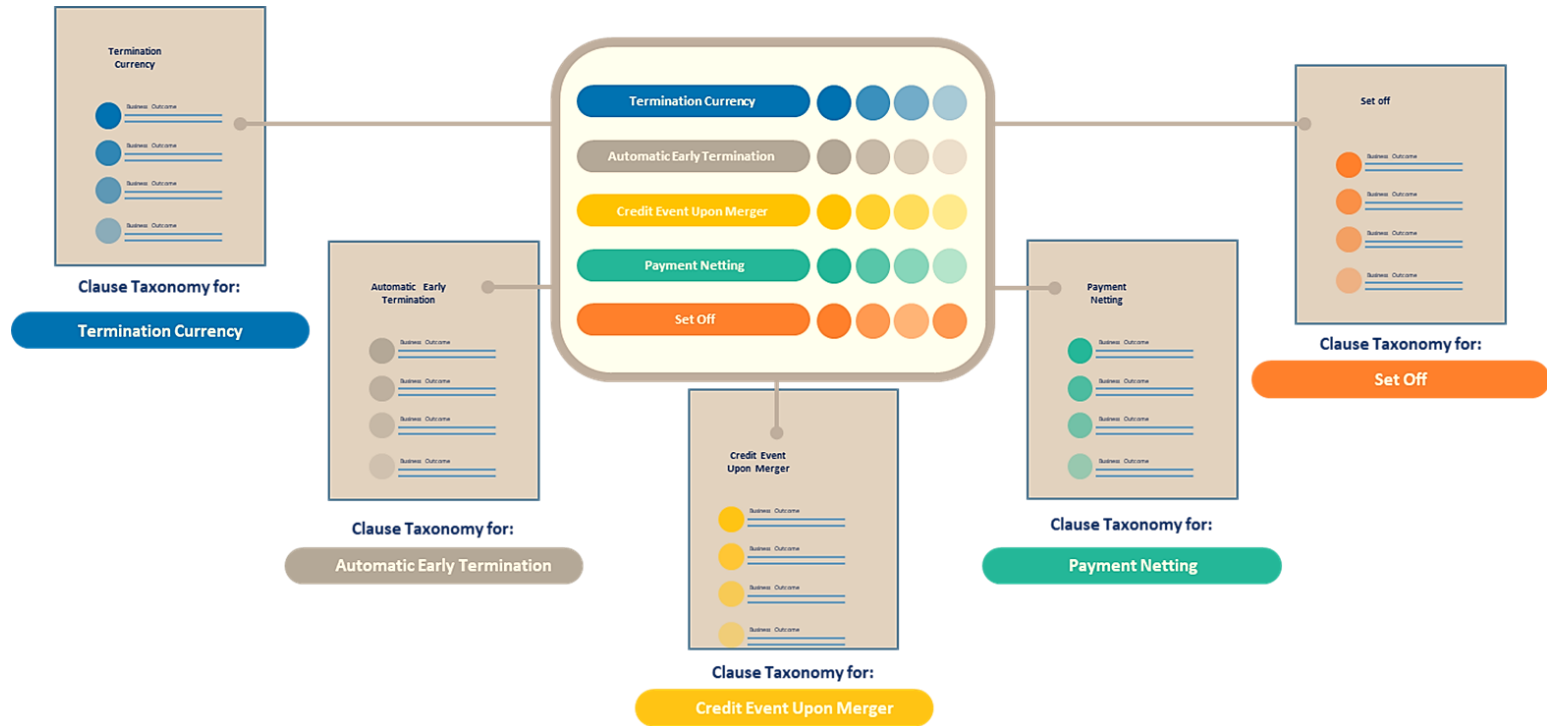 Termination
Currency
Business Outcome
Business Outcome
Business Outcome
Business Outcome
Clause Taxonomy for:
Termination Currency
Automatic Early
Termination
Business Outcome
Business Outcome
Business Outcome
Business Outcome
Clause Taxonomy for:
Automatic Early Termination
Termination Currency
Automatic Early Termination
Credit Event Upon Merger
Payment Netting
Set Off
Credit Event
Upon Merger
Business Outcome
Business Outcome
Business Outcome
Business Outcome
Clause Taxonomy for:
Credit Event Upon Merger
Payment
Netting
Business Outcome
Business Outcome
Business Outcome
Business Outcome
Clause Taxonomy for:
Payment Netting
Set off
Business Outcome
Business Outcome
Business Outcome
Business Outcome
Clause Taxonomy for:
Set Off